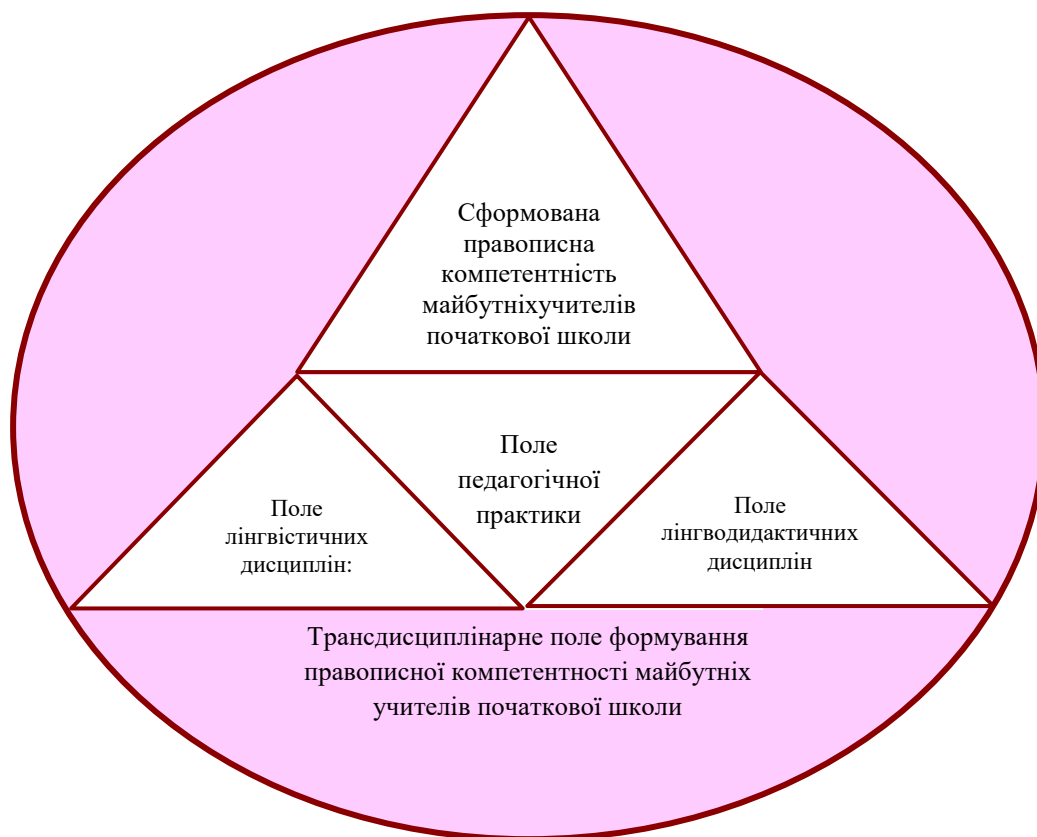 Сформована
правописна
компетентність
майбутніхучителів
початкової школи
Поле
педагогічної
практики
Поле
лінгвістичних
дисциплін:
Поле
лінгводидактичних
дисциплін
Трансдисциплінарне поле формування
правописної компетентності майбутніх
учителів початкової школи